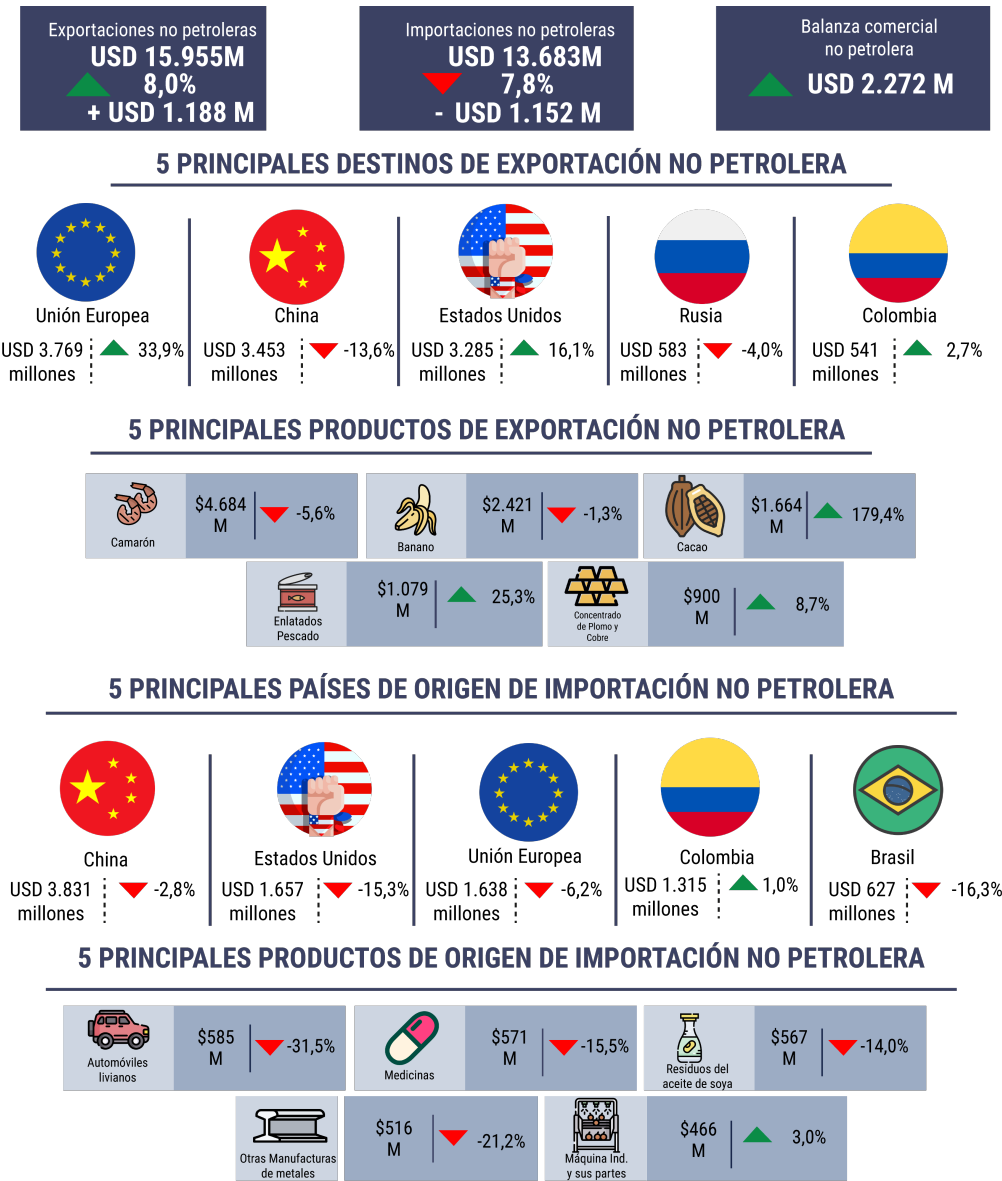 Exportaciones no petroleras
USD 15.955M
8,0%
+ USD 1.188 M
Importaciones no petroleras
USD 13.683M
7,8%
- USD 1.152 M
Balanza comercial
no petrolera
USD 2.272 M
5 PRINCIPALES DESTINOS DE EXPORTACIÓN NO PETROLERA
Unión Europea
USD 3.769
millones
33,9%
China
USD 3.453
millones
-13,6%
Estados Unidos
USD 3.285
millones
16,1%
Rusia
USD 583
millones
-4,0%
Colombia
USD 541
millones
2,7%
5 PRINCIPALES PRODUCTOS DE EXPORTACIÓN NO PETROLERA
Camarón
$4.684
M
-5,6%
Banano
$2.421
M
-1,3%
Cacao
$1.664
M
179,4%
Enlatados
Pescado
$1.079
M
25,3%
Concentrado
de Plomo y
Cobre
$900
M
8,7%
5 PRINCIPALES PAÍSES DE ORIGEN DE IMPORTACIÓN NO PETROLERA
China
USD 3.831
millones
-2,8%
Estados Unidos
USD 1.657
millones
-15,3%
Unión Europea
USD 1.638
millones
-6,2%
Colombia
USD 1.315
millones
1,0%
Brasil
USD 627
millones
-16,3%
5 PRINCIPALES PRODUCTOS DE ORIGEN DE IMPORTACIÓN NO PETROLERA
Automóviles
livianos
$585
M
-31,5%
Medicinas
$571
M
-15,5%
Residuos del
aceite de soya
$567
M
-14,0%
Otras Manufacturas
de metales
$516
M
-21,2%
Máquina Ind.
y sus partes
$466
M
3,0%